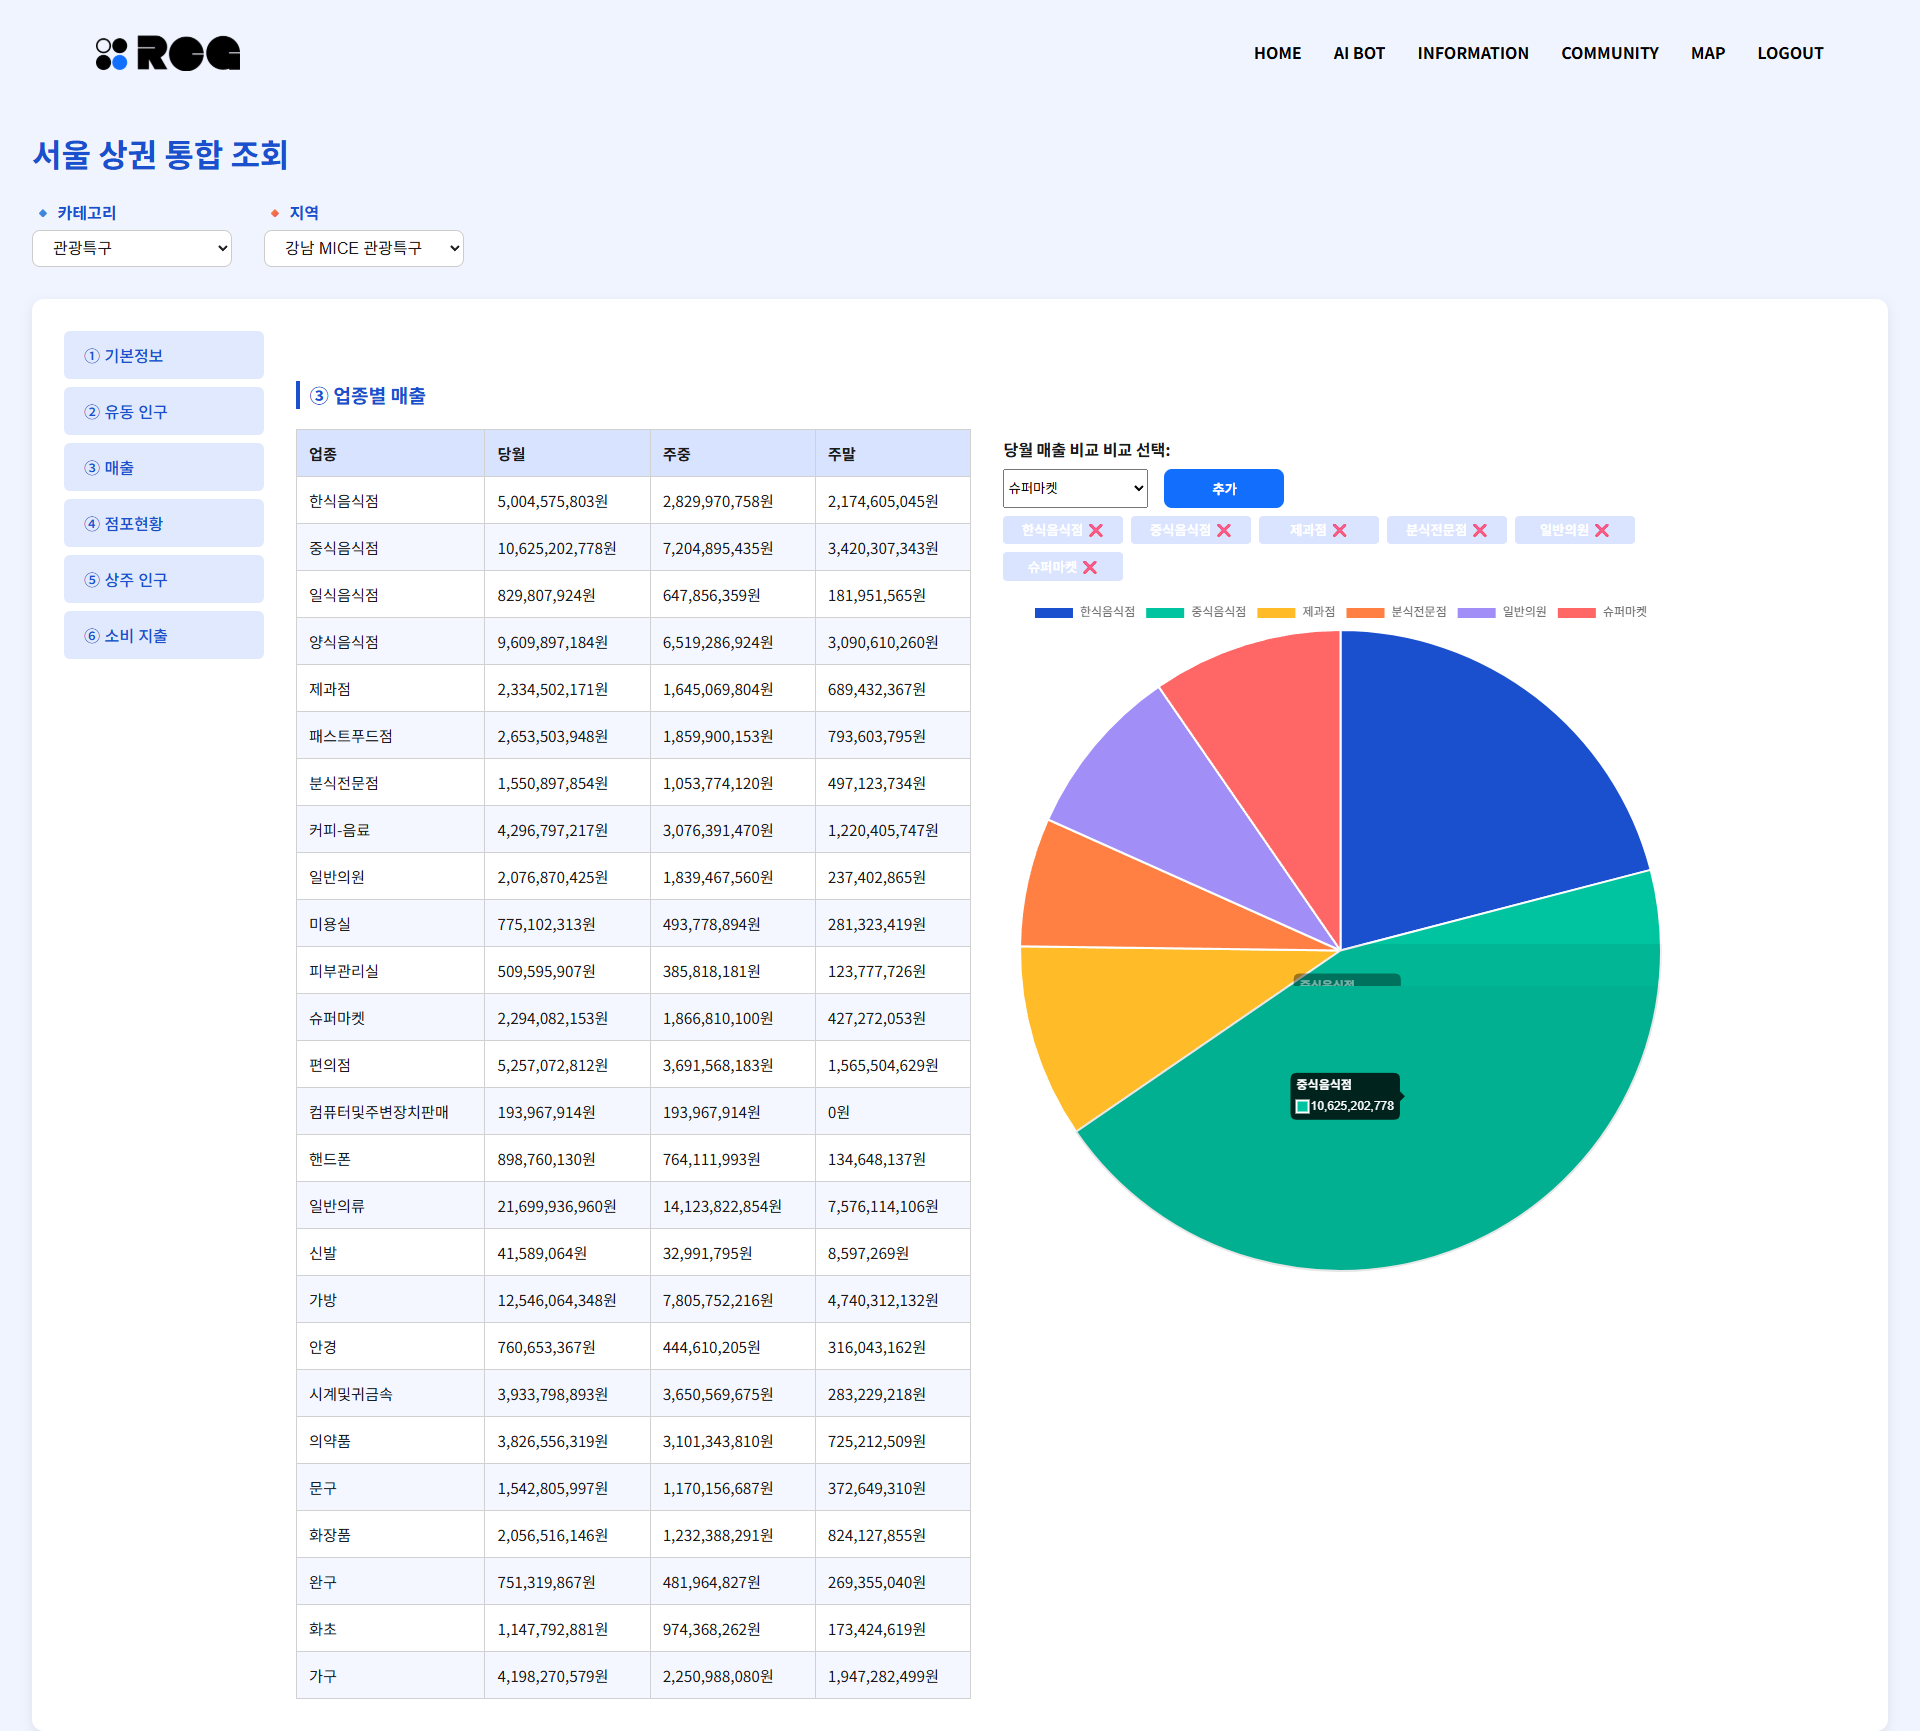 RCG
HOME AI BOT INFORMATION COMMUNITY MAP LOGOUT
서울 상권 통합 조회
카테고리 지역
관광특구 강남 MICE 관광특구
① 기본정보
② 유동 인구
③ 매출
④ 점포현황
⑤ 상주 인구
⑥ 소비 지출
③ 업종별 매출
업종 당월 주중 주말
한식음식점 5,004,575,803원 2,829,970,758원 2,174,605,045원
중식음식점 10,625,202,778원 7,204,895,435원 3,420,307,343원
일식음식점 829,807,924원 647,856,359원 181,951,565원
양식음식점 9,609,897,184원 6,519,286,924원 3,090,610,260원
제과점 2,334,502,171원 1,645,069,804원 689,432,367원
패스트푸드점 2,653,503,948원 1,859,900,153원 793,603,795원
분식전문점 1,550,897,854원 1,053,774,120원 497,123,734원
커피-음료 4,296,797,217원 3,076,391,470원 1,220,405,747원
일반의원 2,076,870,425원 1,839,467,560원 237,402,865원
미용실 775,102,313원 493,778,894원 281,323,419원
피부관리실 509,595,907원 385,818,181원 123,777,726원
슈퍼마켓 2,294,082,153원 1,866,810,100원 427,272,053원
편의점 5,257,072,812원 3,691,568,183원 1,565,504,629원
컴퓨터및주변장치판매 193,967,914원 193,967,914원 0원
핸드폰 898,760,130원 764,111,993원 134,648,137원
일반의류 21,699,936,960원 14,123,822,854원 7,576,114,106원
신발 41,589,064원 32,991,795원 8,597,269원
가방 12,546,064,348원 7,805,752,216원 4,740,312,132원
안경 760,653,367원 444,610,205원 316,043,162원
시계및귀금속 3,933,798,893원 3,650,569,675원 283,229,218원
의약품 3,826,556,319원 3,101,343,810원 725,212,509원
문구 1,542,805,997원 1,170,156,687원 372,649,310원
화장품 2,056,516,146원 1,232,388,291원 824,127,855원
완구 751,319,867원 481,964,827원 269,355,040원
화초 1,147,792,881원 974,368,262원 173,424,619원
가구 4,198,270,579원 2,250,988,080원 1,947,282,499원
당월 매출 비교 비교 선택:
슈퍼마켓 추가
한식음식점 ❌ 중식음식점 ❌ 제과점 ❌ 분식전문점 ❌ 일반의원 ❌
슈퍼마켓 ❌
한식음식점 중식음식점 제과점 분식전문점 일반의원 슈퍼마켓
중식음식점
중식음식점
10,625,202,778